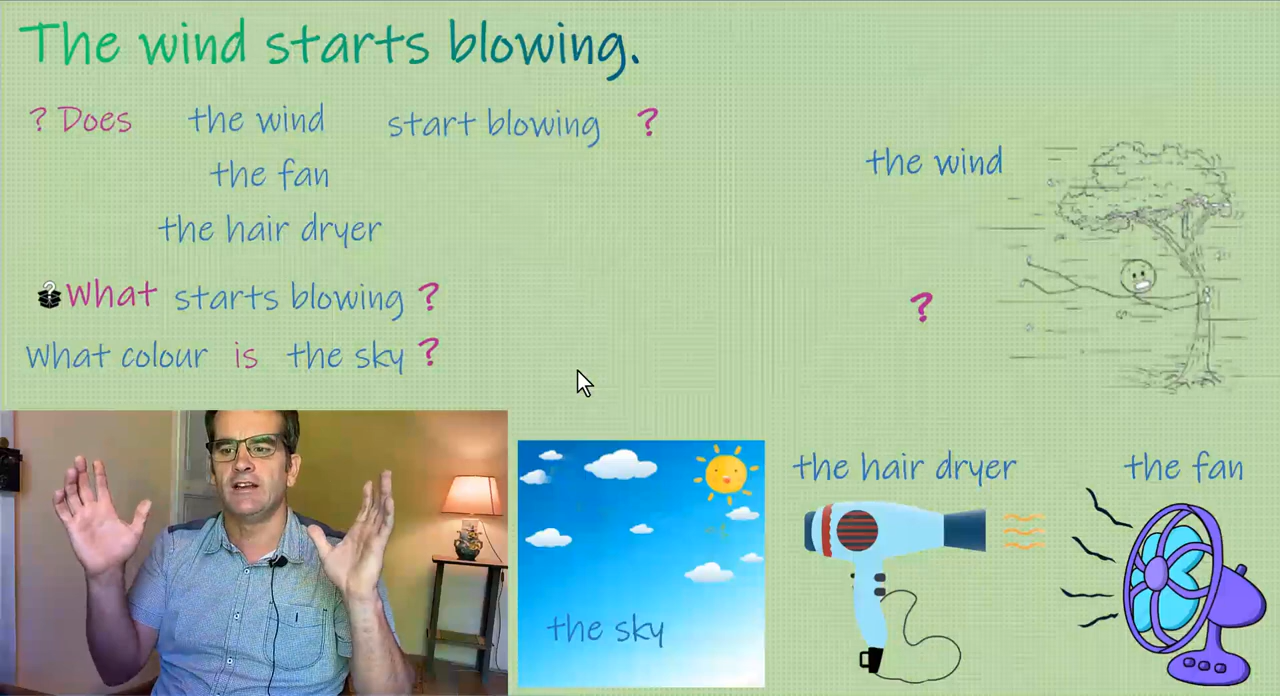 The wind starts blowing.
? Does the wind start blowing ?
the fan
the hair dryer
? What starts blowing ?
What colour is the sky ?
the wind
?
the sky
the hair dryer
the fan